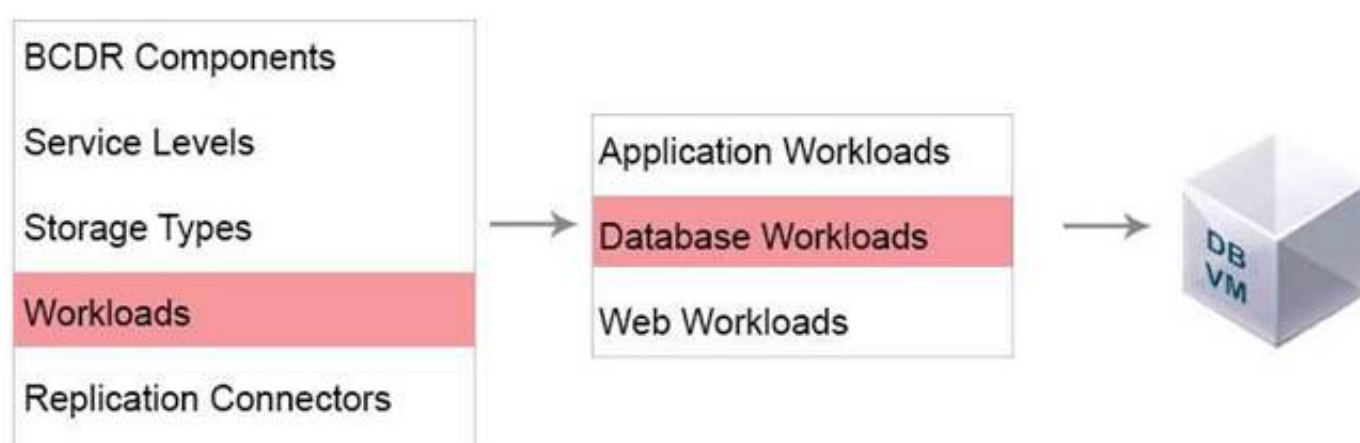 BCDR Components
Service Levels
Storage Types
Workloads
Replication Connectors
Application Workloads
Database Workloads
Web Workloads
DB
VM